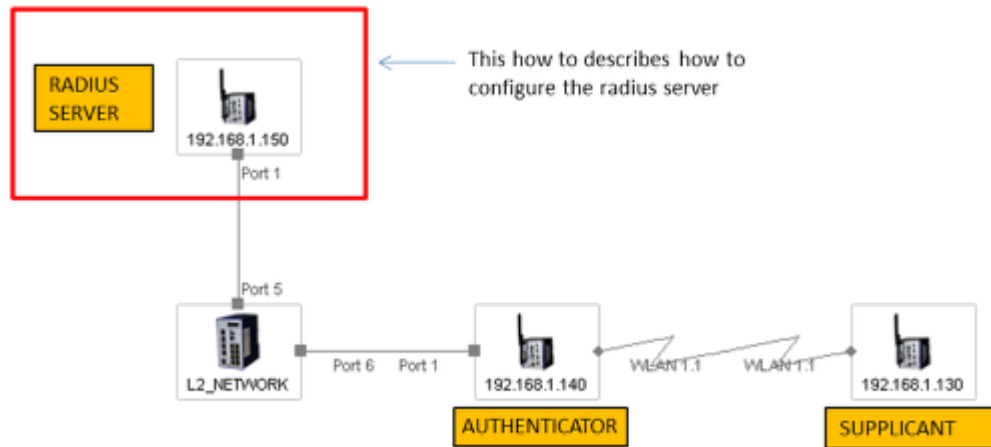 This how to describes how to
configure the radius server
RADIUS
SERVER
192.168.1.150
Port 1
Port 5
L2_NETWORK
Port 6
Port 1
192.168.1.140
WLAN 1.1
WLAN 1.1
192.168.1.130
AUTHENTICATOR
SUPPLICANT